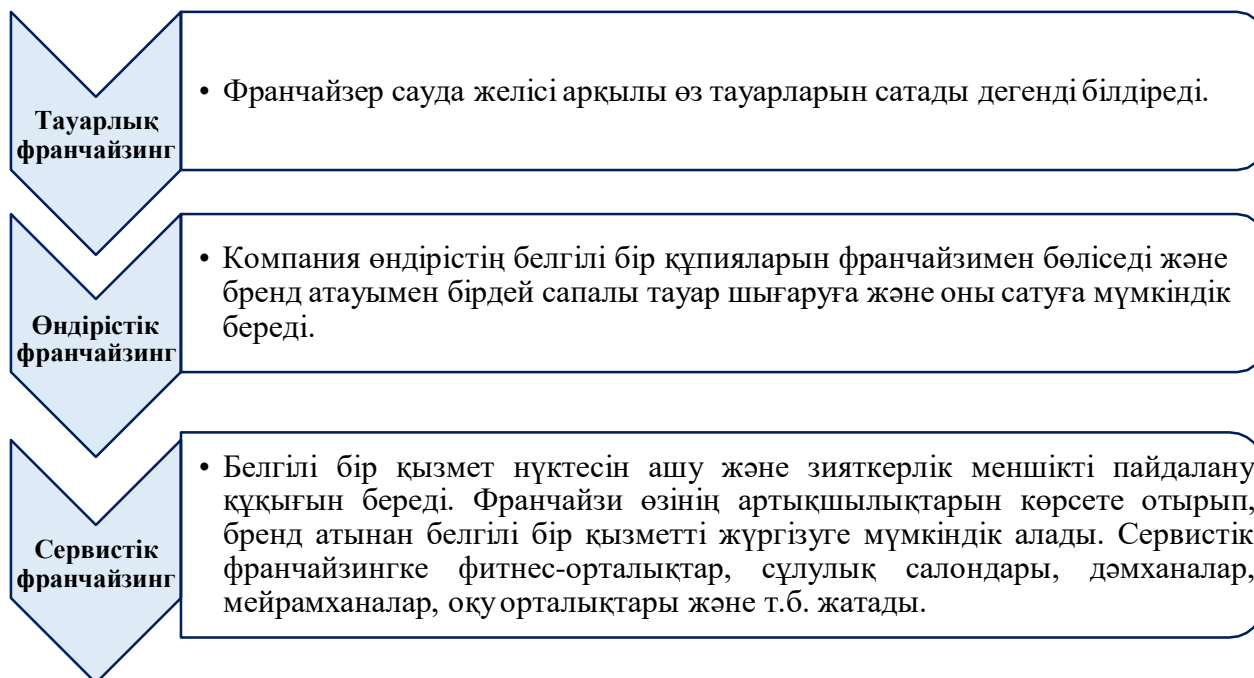 Тауарлық
франчайзинг
• Франчайзер сауда желісі арқылы өз тауарларын сатады дегенді білдіреді.
Өндірістік
франчайзинг
• Компания өндірістің белгілі бір құпияларын франчайзимен бөліседі және
бренд атауымен бірдей сапалы тауар шығаруға және оны сатуға мүмкіндік
береді.
Сервистік
франчайзинг
• Белгілі бір қызмет нүктесін ашу және зияткерлік меншікті пайдалану
құқығын береді. Франчайзи өзінің артықшылықтарын көрсете отырып,
бренд атынан белгілі бір қызметті жүргізуге мүмкіндік алады. Сервистік
франчайзингке фитнес-орталықтар, сұлулық салондары, дәмханалар,
мейрамханалар, оқу орталықтары және т.б. жатады.